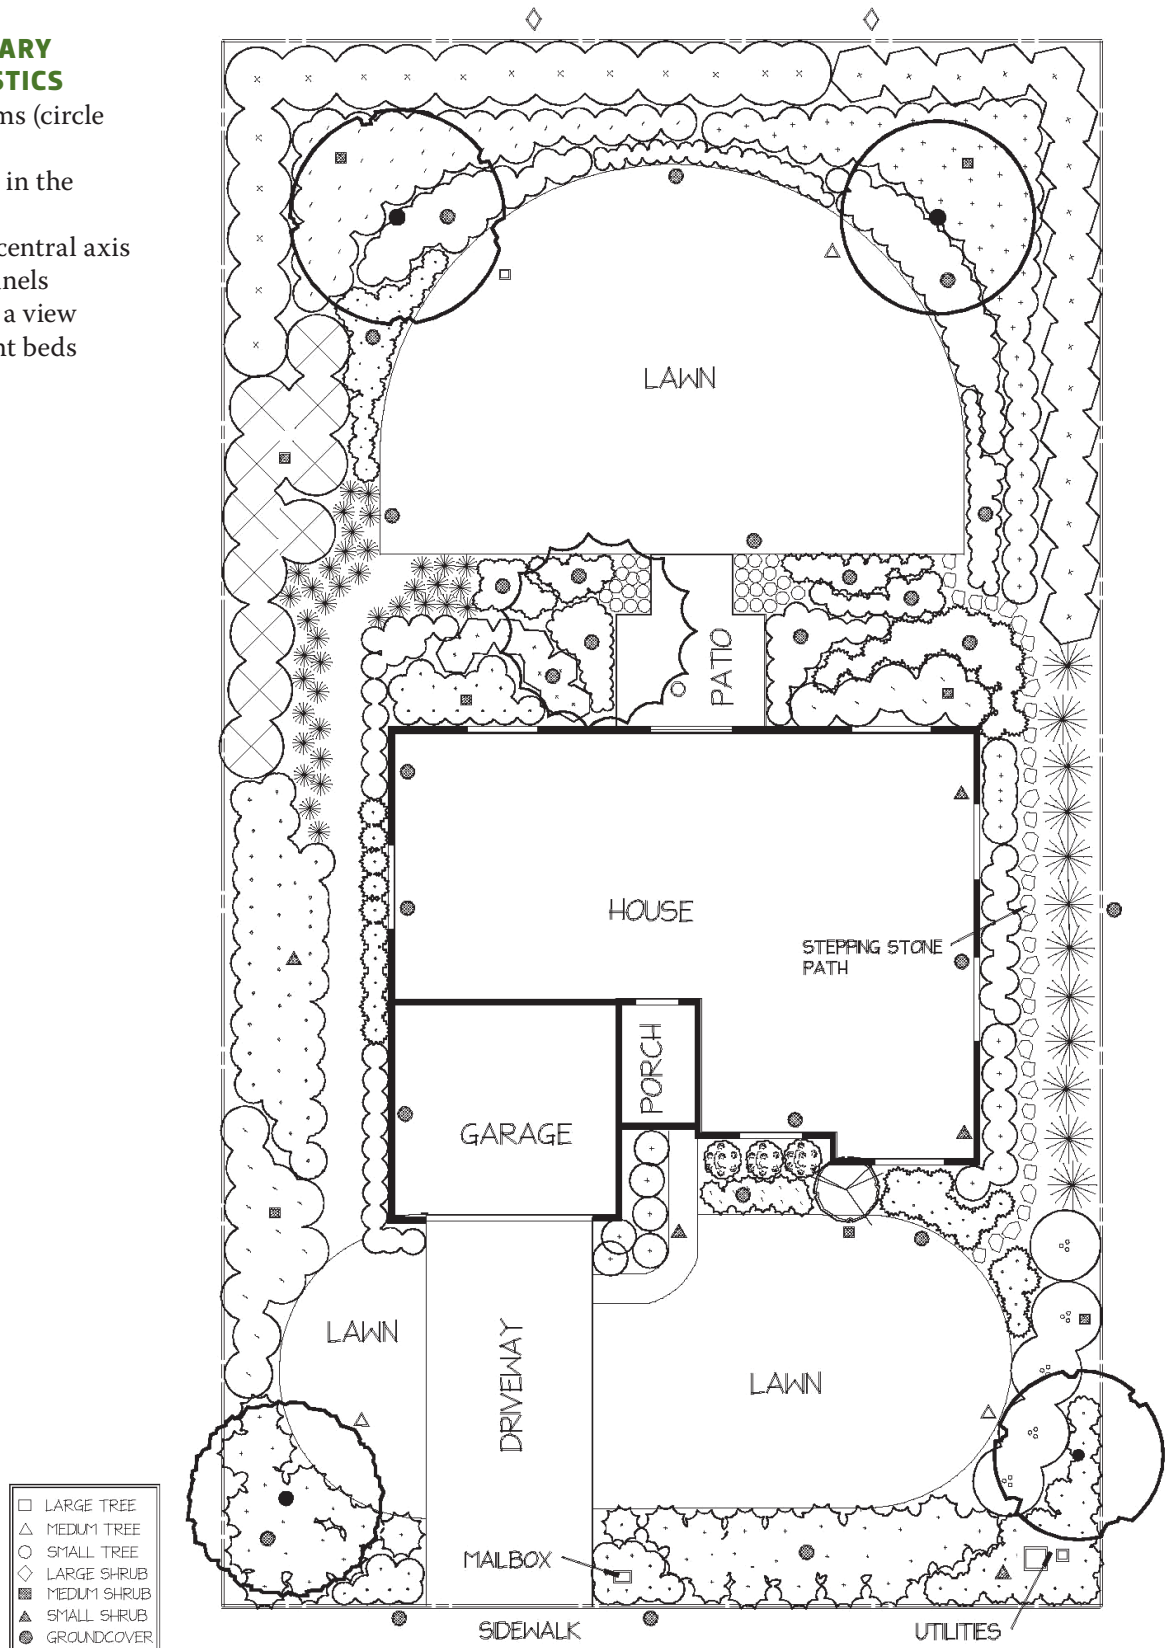 ARY
STICS
ms (circle
in the
central axis
nels
a view
nt beds
LAWN
PATIO
HOUSE
STEPPING STONE
PATH
PORCH
GARAGE
LAWN
DRIVEWAY
LAWN
LARGE TREE
MEDIUM TREE
SMALL TREE
LARGE SHRUB
MEDIUM SHRUB
SMALL SHRUB
GROUNDCOVER
MAILBOX
SIDEWALK
UTILITIES